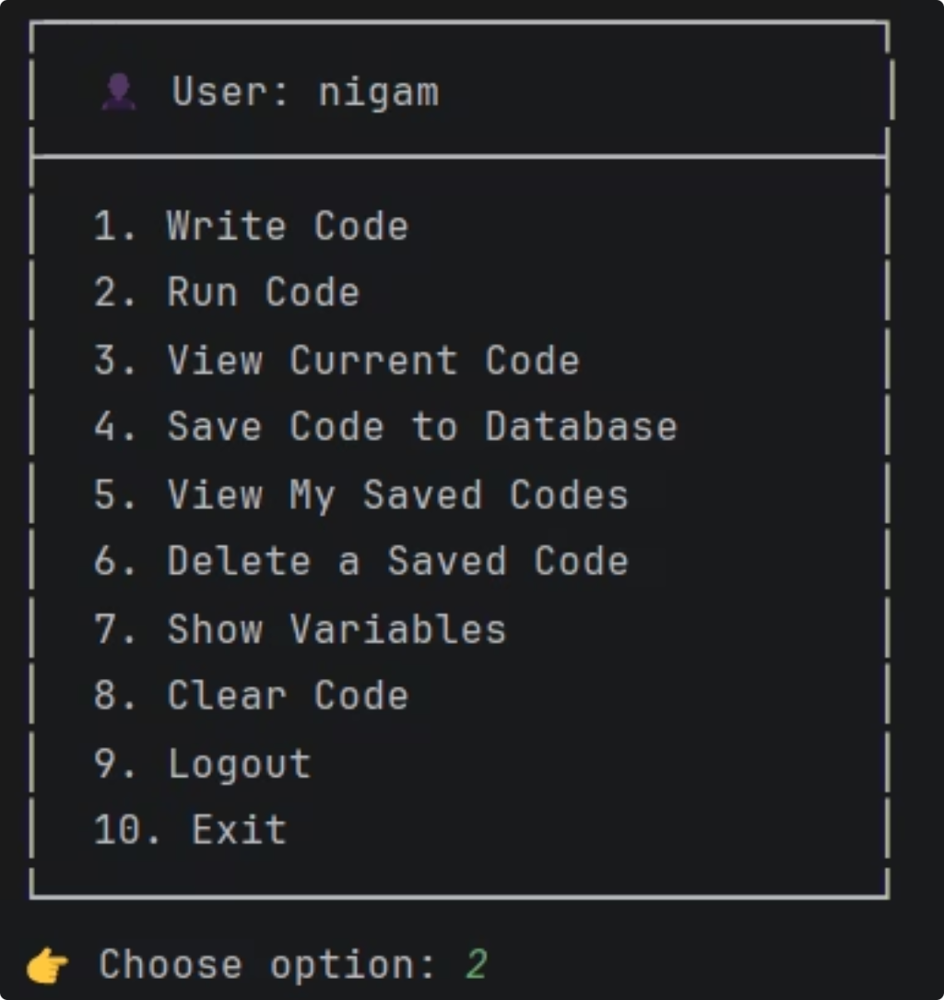 👤 User: nigam
1. Write Code
2. Run Code
3. View Current Code
4. Save Code to Database
5. View My Saved Codes
6. Delete a Saved Code
7. Show Variables
8. Clear Code
9. Logout
10. Exit
👉 Choose option: 2